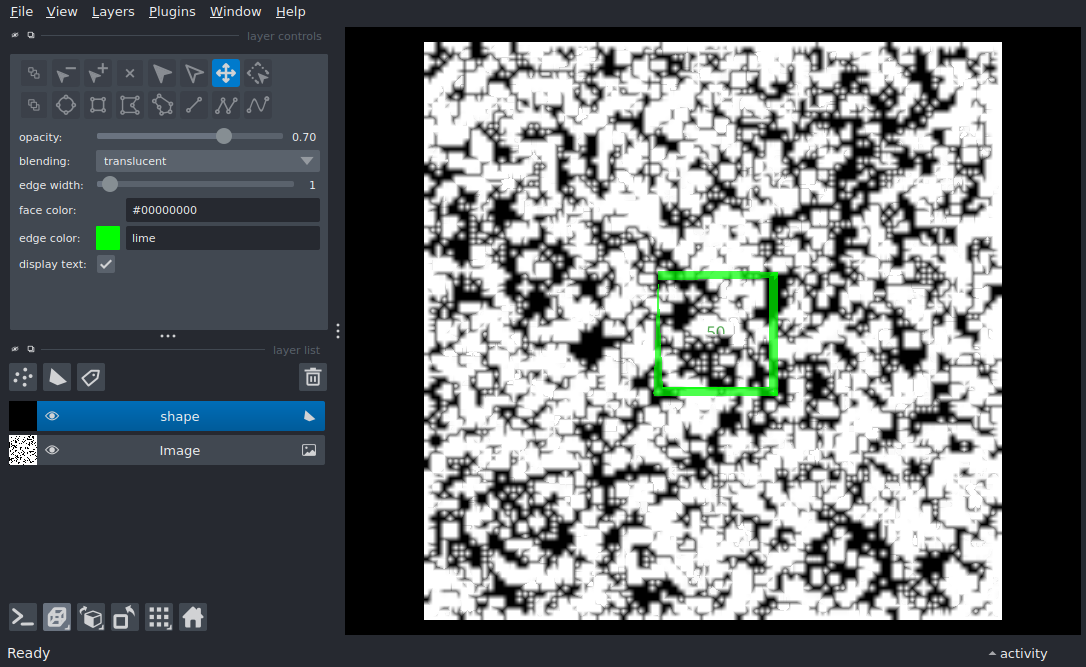 File View Layers Plugins Window Help
layer controls
opacity: 0.70
blending: translucent
edge width: 1
face color: #00000000
edge color: lime
display text:
50
layer list
shape
Image
Ready
activity